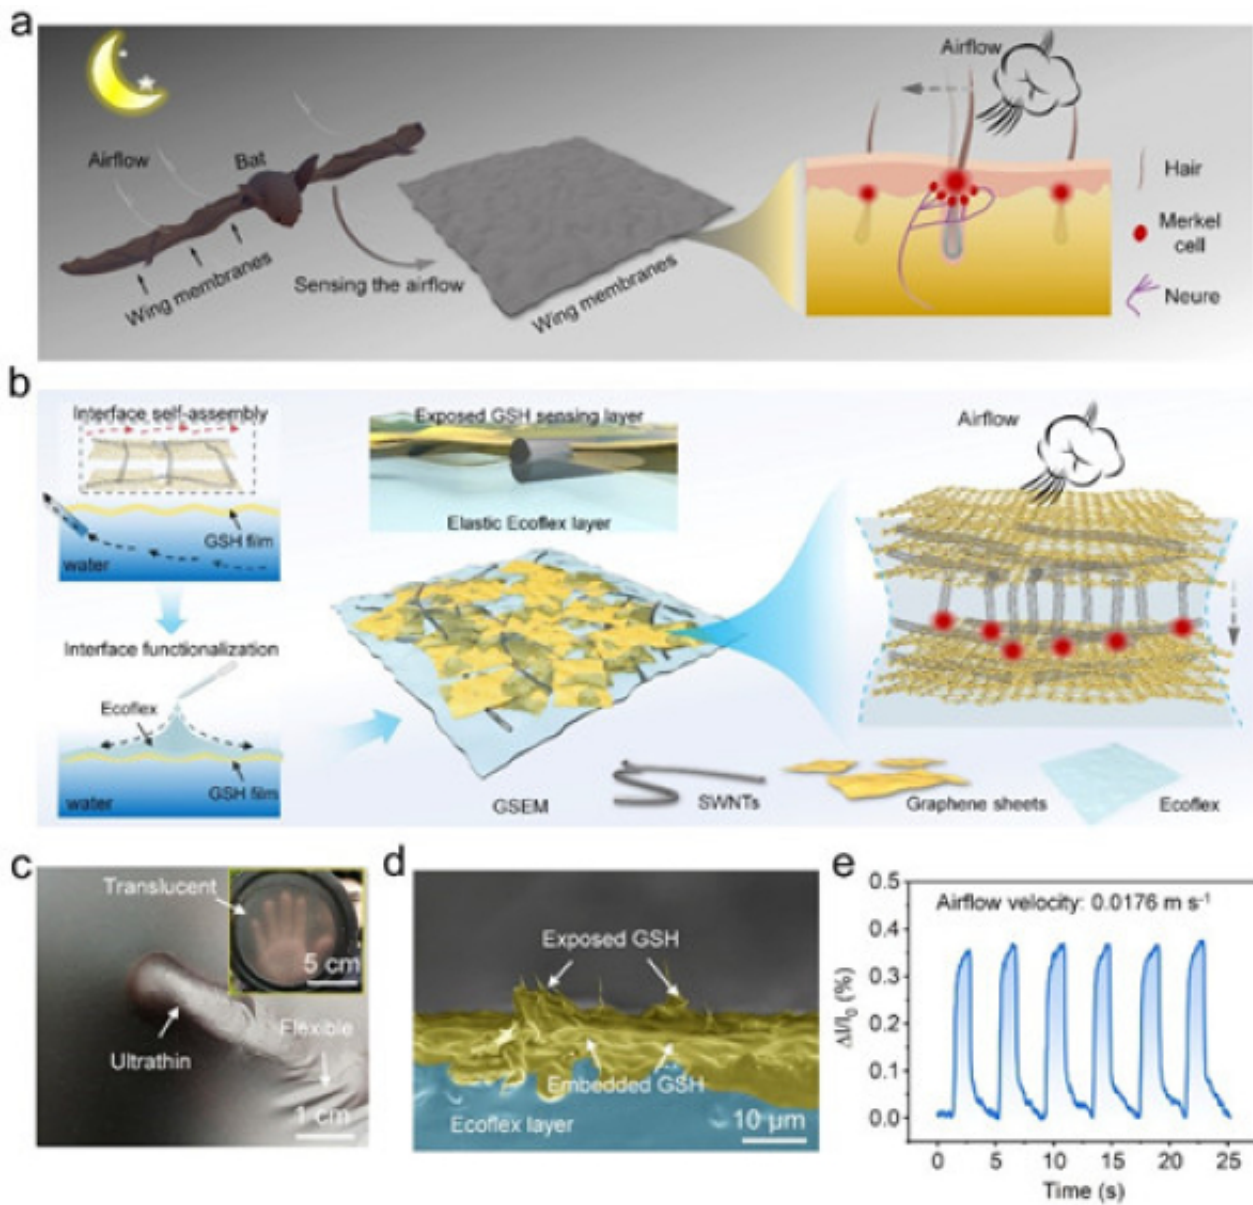 a
Airflow
Airflow
Bat
Hair
Merkel
cell
Wing membranes
Sensing the airflow
Wing membranes
Neure
b
Interface self-assembly
GSH film
water
Exposed GSH sensing layer
Elastic Ecoflex layer
Airflow
Interface functionalization
Ecoflex
GSH film
water
GSEM
SWNTs
Graphene sheets
Ecoflex
c
Translucent
5 cm
Ultrathin
Flexible
1 cm
d
Exposed GSH
Embedded GSH
Ecoflex layer
10 μm
e
Airflow velocity: 0.0176 m s⁻¹
ΔI/I₀ (%)
0.5
0.4
0.3
0.2
0.1
0.0
0 5 10 15 20 25
Time (s)